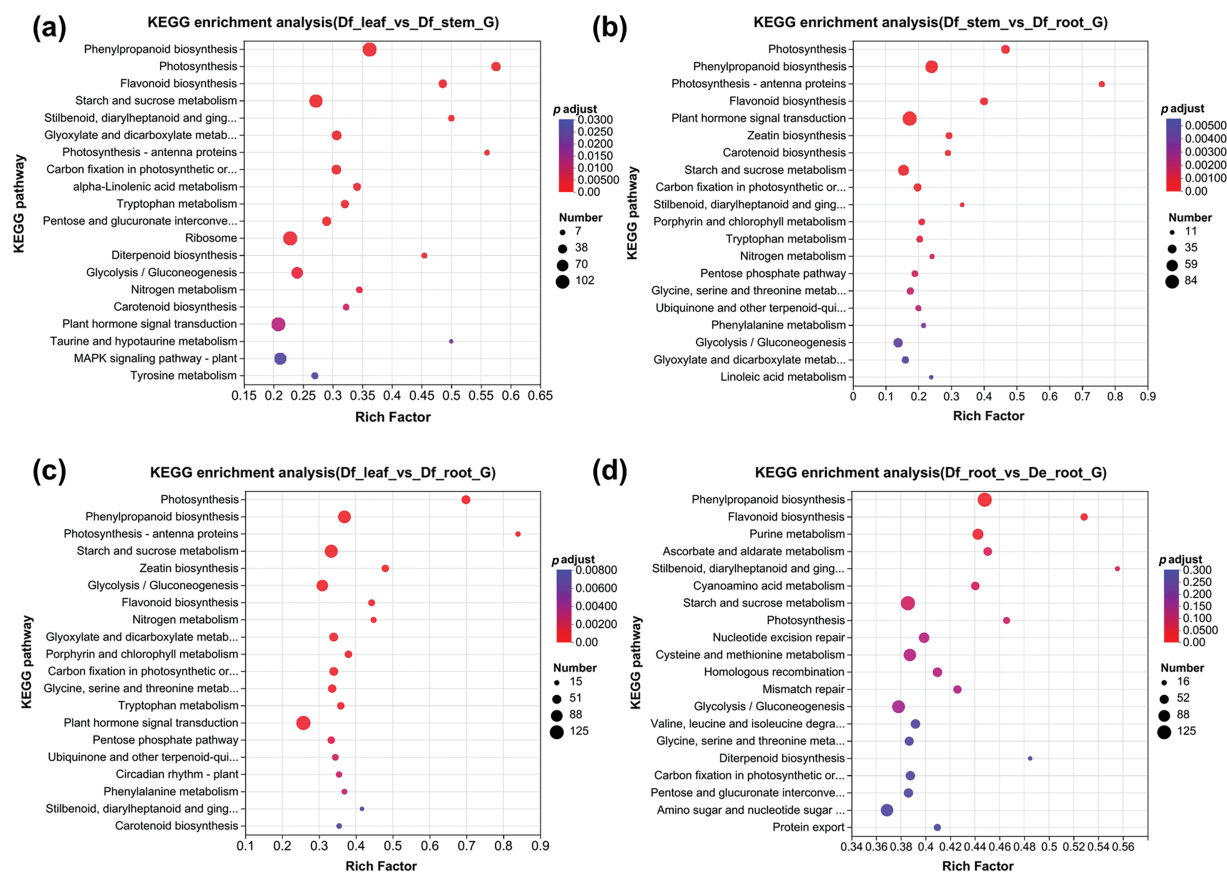 (a)
KEGG enrichment analysis(Df_leaf_vs_Df_stem_G)
KEGG pathway
Phenylpropanoid biosynthesis
Photosynthesis
Flavonoid biosynthesis
Starch and sucrose metabolism
Stilbenoid, diarylheptanoid and ging...
Glyoxylate and dicarboxylate metab...
Photosynthesis - antenna proteins
Carbon fixation in photosynthetic or...
alpha-Linolenic acid metabolism
Tryptophan metabolism
Pentose and glucuronate interconve...
Ribosome
Diterpenoid biosynthesis
Glycolysis / Gluconeogenesis
Nitrogen metabolism
Carotenoid biosynthesis
Plant hormone signal transduction
Taurine and hypotaurine metabolism
MAPK signaling pathway - plant
Tyrosine metabolism
0.15 0.2 0.25 0.3 0.35 0.4 0.45 0.5 0.55 0.6 0.65
Rich Factor
p adjust
0.0300
0.0250
0.0200
0.0150
0.0100
0.00500
0.00
Number
7
38
70
102
(b)
KEGG enrichment analysis(Df_stem_vs_Df_root_G)
KEGG pathway
Photosynthesis
Phenylpropanoid biosynthesis
Photosynthesis - antenna proteins
Flavonoid biosynthesis
Plant hormone signal transduction
Zeatin biosynthesis
Carotenoid biosynthesis
Starch and sucrose metabolism
Carbon fixation in photosynthetic or...
Stilbenoid, diarylheptanoid and ging...
Porphyrin and chlorophyll metabolism
Tryptophan metabolism
Nitrogen metabolism
Pentose phosphate pathway
Glycine, serine and threonine metab...
Ubiquinone and other terpenoid-qui...
Phenylalanine metabolism
Glycolysis / Gluconeogenesis
Glyoxylate and dicarboxylate metab...
Linoleic acid metabolism
0 0.1 0.2 0.3 0.4 0.5 0.6 0.7 0.8 0.9
Rich Factor
p adjust
0.00500
0.00400
0.00300
0.00200
0.00100
0.00
Number
11
35
59
84
(c)
KEGG enrichment analysis(Df_leaf_vs_Df_root_G)
KEGG pathway
Photosynthesis
Phenylpropanoid biosynthesis
Photosynthesis - antenna proteins
Starch and sucrose metabolism
Zeatin biosynthesis
Glycolysis / Gluconeogenesis
Flavonoid biosynthesis
Nitrogen metabolism
Glyoxylate and dicarboxylate metab...
Porphyrin and chlorophyll metabolism
Carbon fixation in photosynthetic or...
Glycine, serine and threonine metab...
Tryptophan metabolism
Plant hormone signal transduction
Pentose phosphate pathway
Ubiquinone and other terpenoid-qui...
Circadian rhythm - plant
Phenylalanine metabolism
Stilbenoid, diarylheptanoid and ging...
Carotenoid biosynthesis
0.1 0.2 0.3 0.4 0.5 0.6 0.7 0.8 0.9
Rich Factor
p adjust
0.00800
0.00600
0.00400
0.00200
0.00
Number
15
51
88
125
(d)
KEGG enrichment analysis(Df_root_vs_De_root_G)
KEGG pathway
Phenylpropanoid biosynthesis
Flavonoid biosynthesis
Purine metabolism
Ascorbate and aldarate metabolism
Stilbenoid, diarylheptanoid and ging...
Cyanoamino acid metabolism
Starch and sucrose metabolism
Photosynthesis
Nucleotide excision repair
Cysteine and methionine metabolism
Homologous recombination
Mismatch repair
Glycolysis / Gluconeogenesis
Valine, leucine and isoleucine degra...
Glycine, serine and threonine meta...
Diterpenoid biosynthesis
Carbon fixation in photosynthetic or...
Pentose and glucuronate interconve...
Amino sugar and nucleotide sugar ...
Protein export
0.34 0.36 0.38 0.4 0.42 0.44 0.46 0.48 0.5 0.52 0.54 0.56
Rich Factor
p adjust
0.300
0.250
0.200
0.150
0.100
0.0500
0.00
Number
16
52
88
125